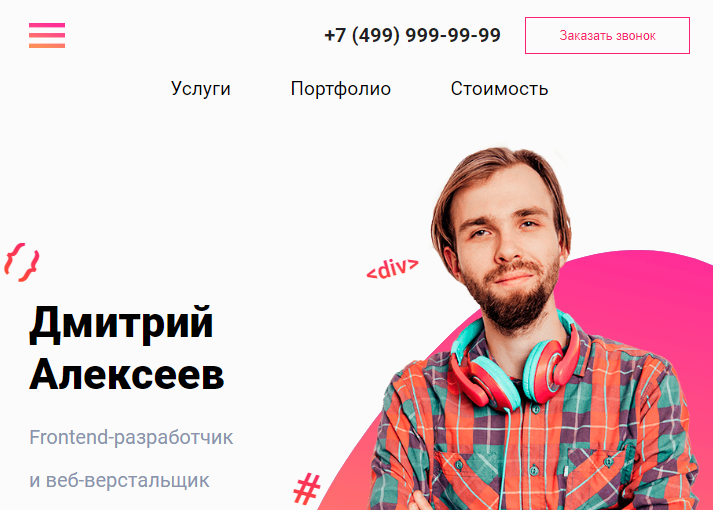 +7 (499) 999-99-99
Заказать звонок
Услуги Портфолио Стоимость
{ }
<div>
Дмитрий
Алексеев
Frontend-разработчик
и веб-верстальщик
#